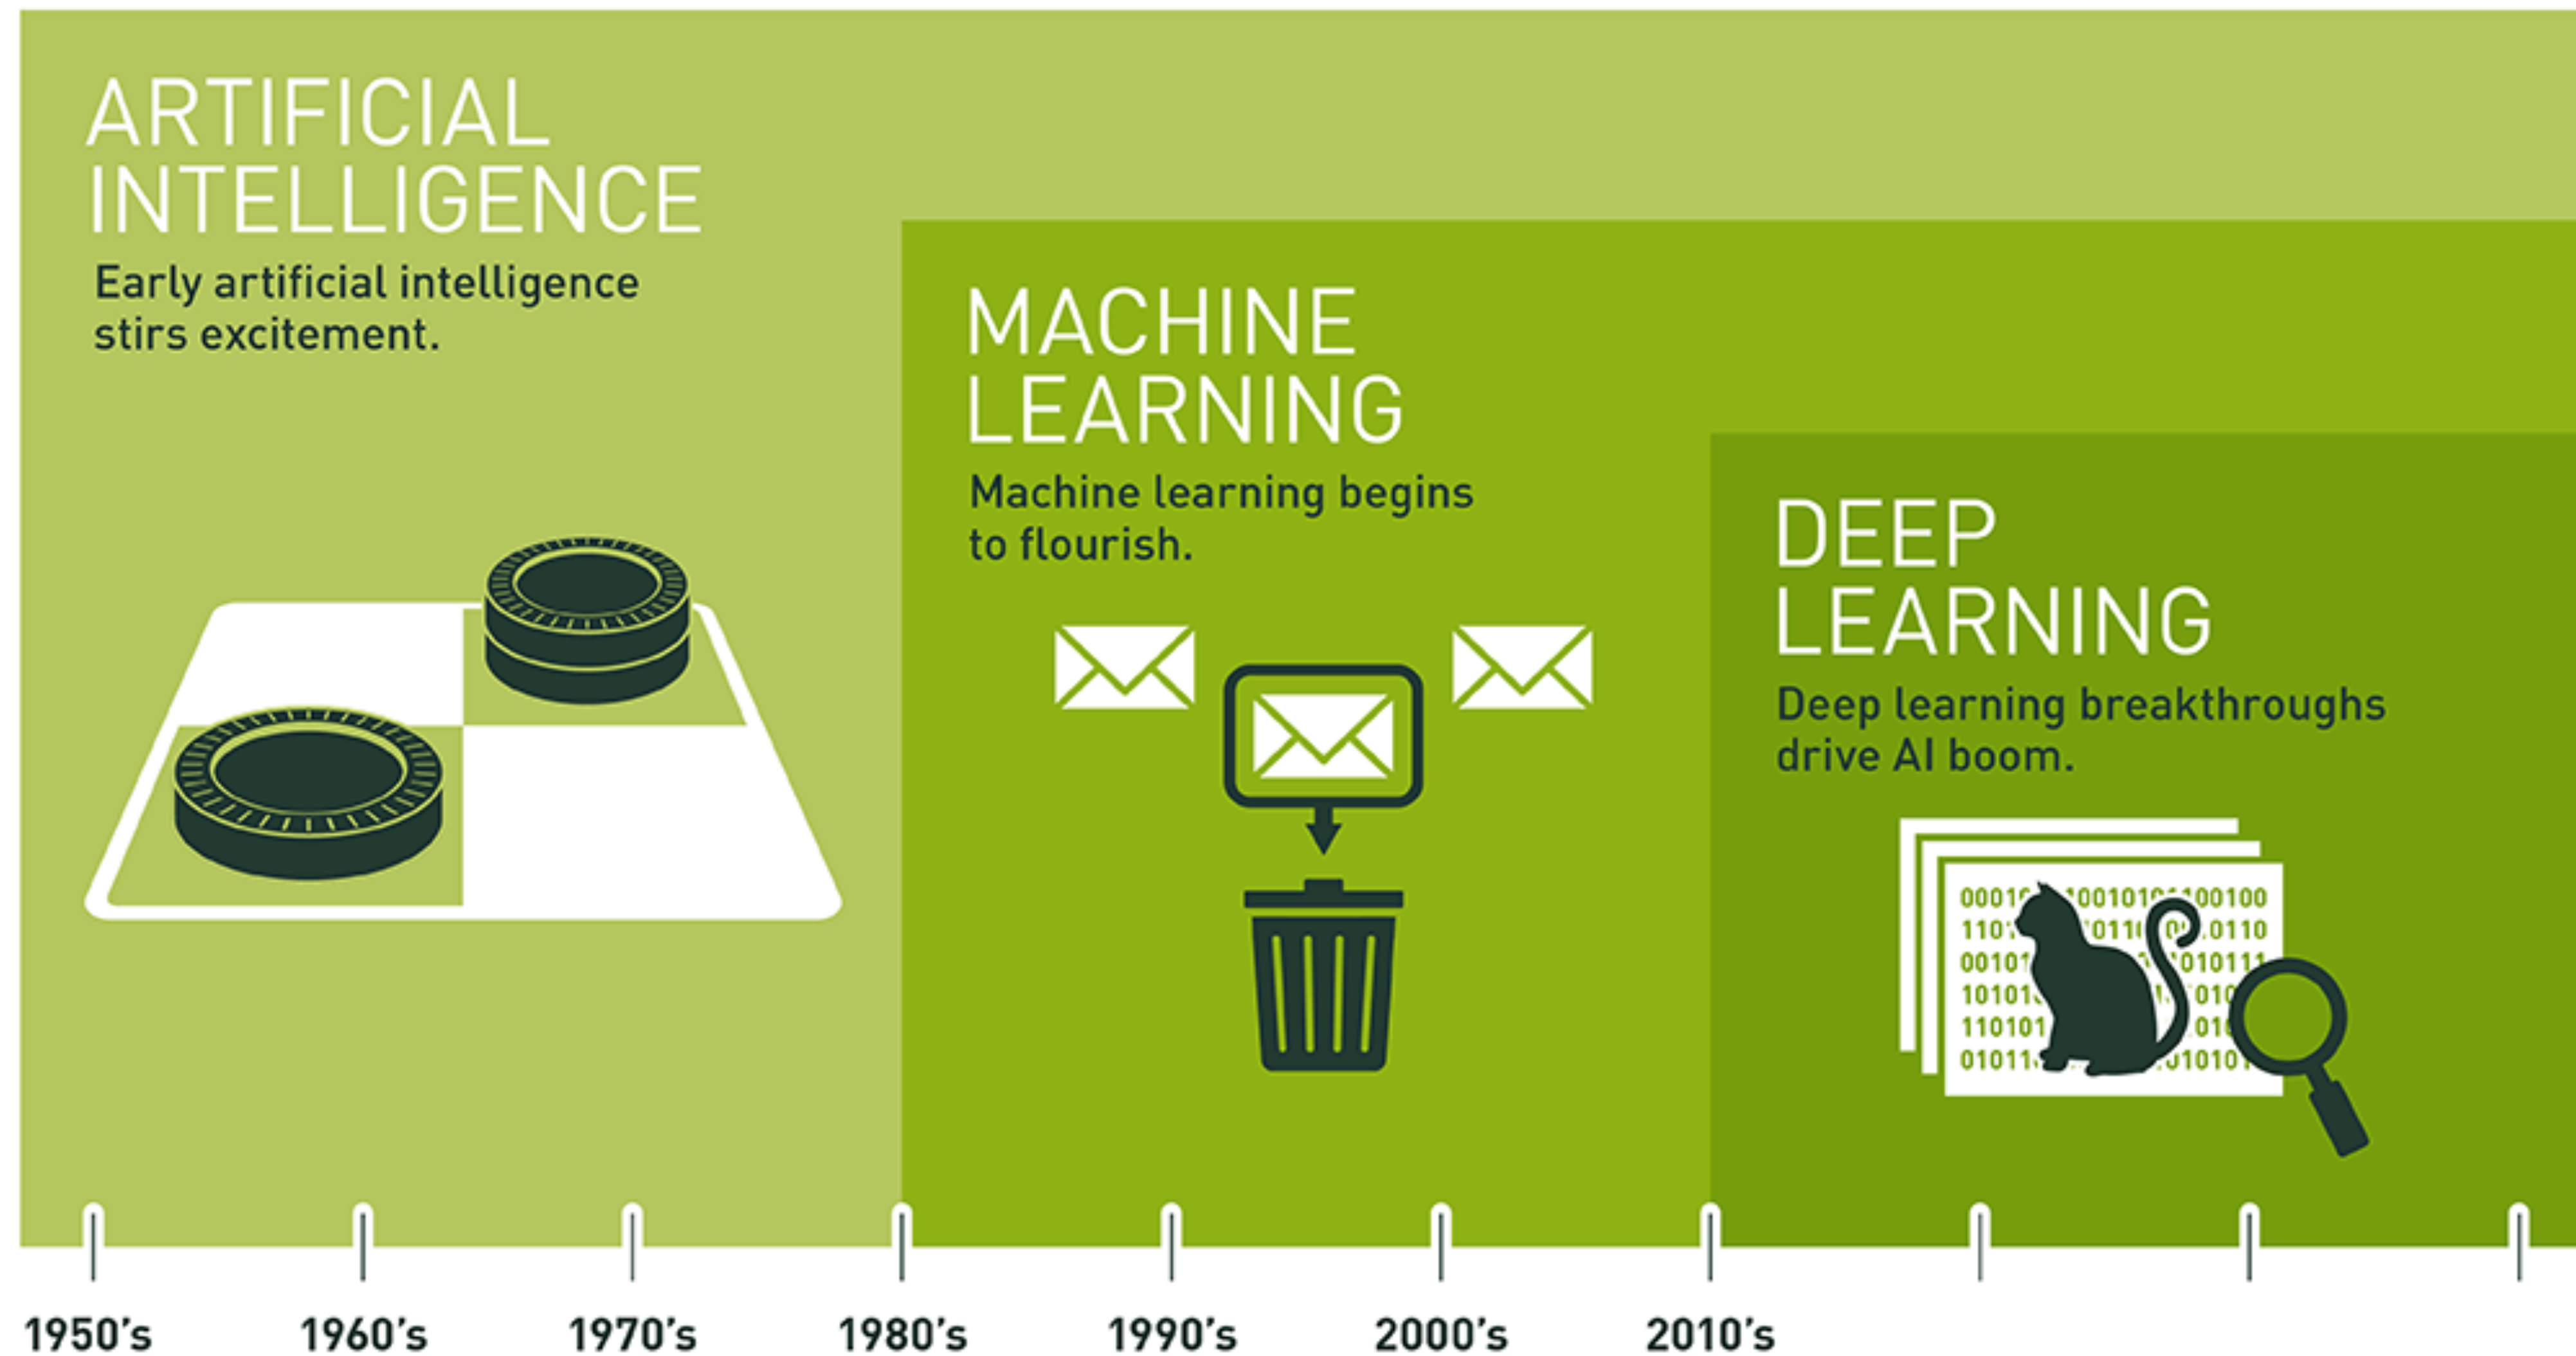 ARTIFICIAL
INTELLIGENCE
Early artificial intelligence
stirs excitement.
MACHINE
LEARNING
Machine learning begins
to flourish.
DEEP
LEARNING
Deep learning breakthroughs
drive AI boom.
1950’s 1960’s 1970’s 1980’s 1990’s 2000’s 2010’s